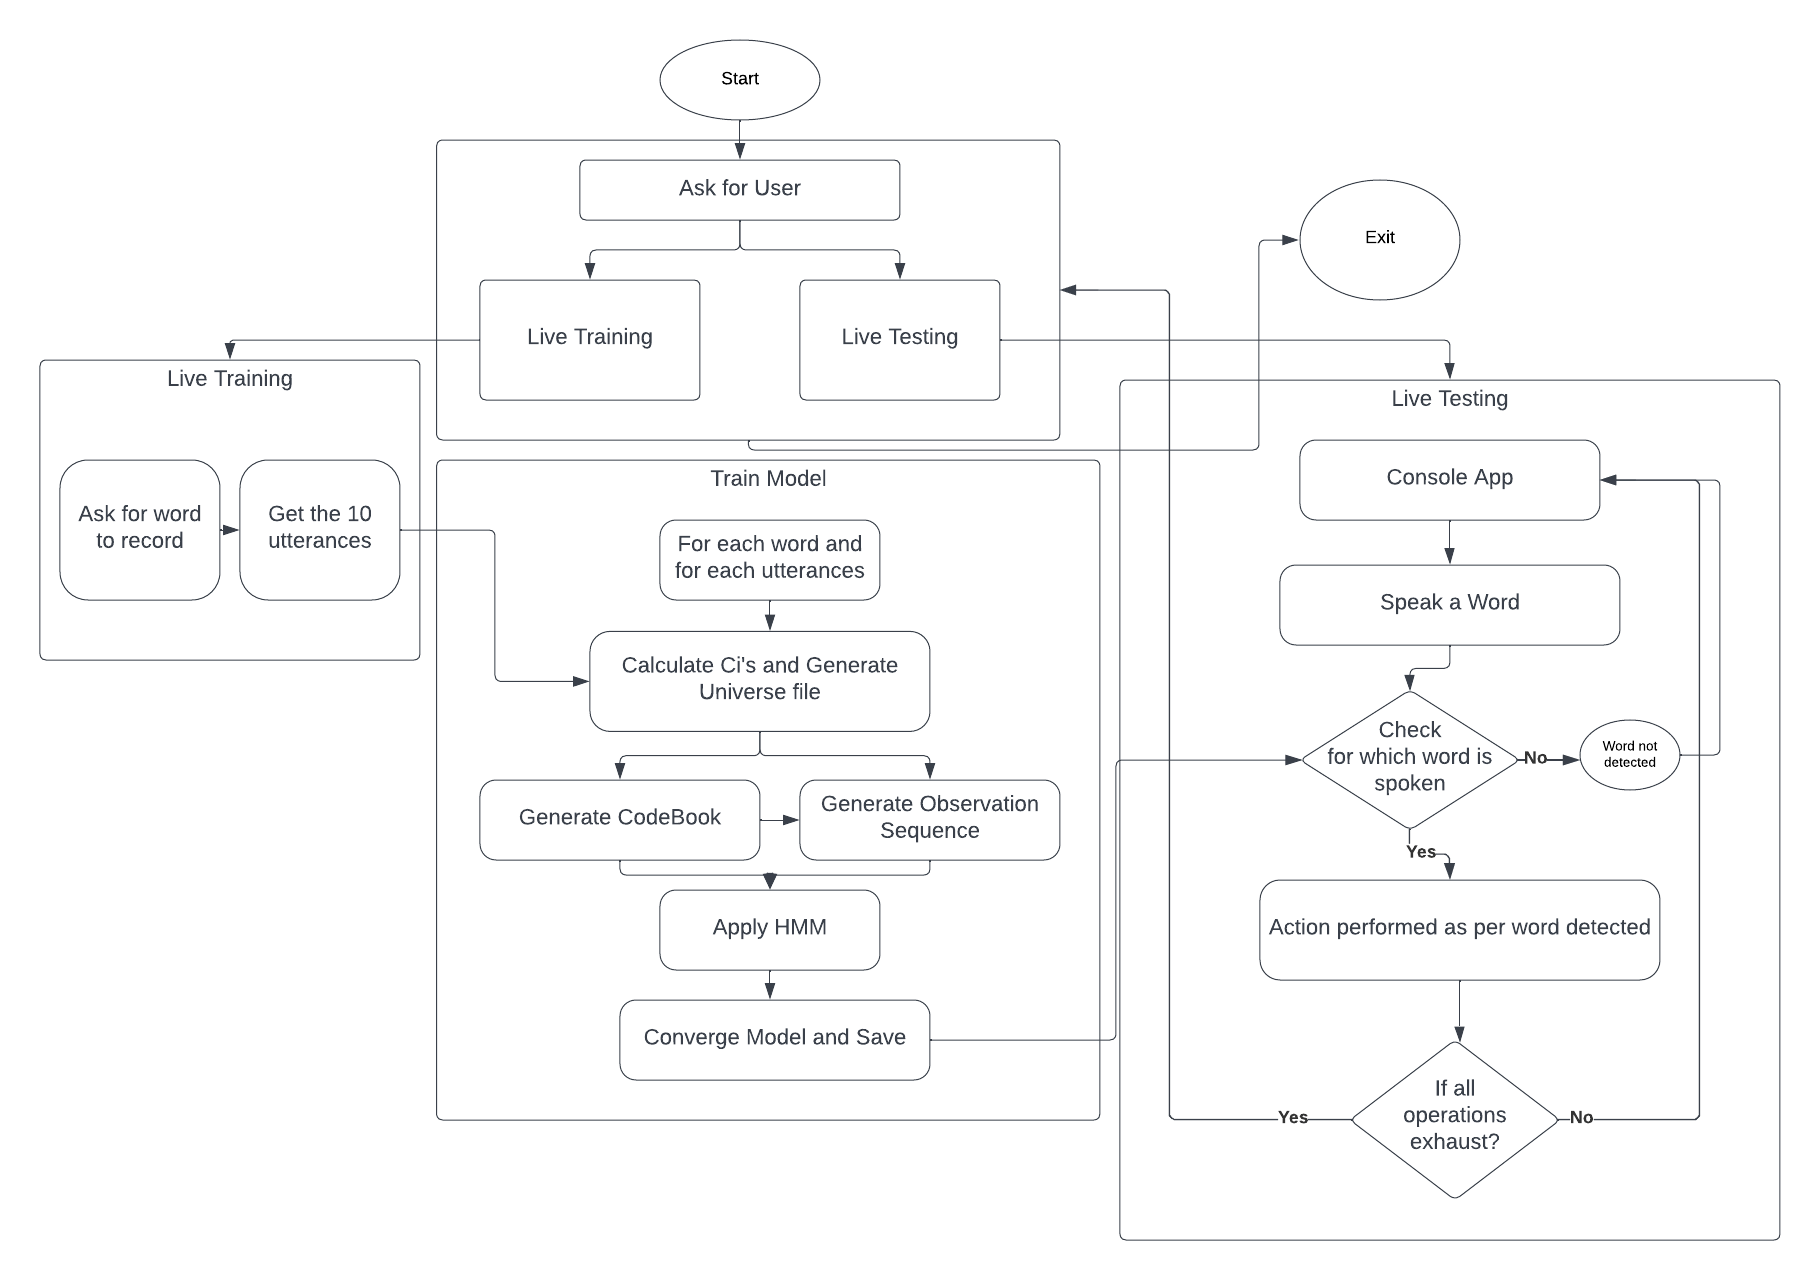 Start
Ask for User
Exit
Live Training
Live Testing
Live Training
Ask for word
to record
Get the 10
utterances
Train Model
For each word and
for each utterances
Calculate Ci's and Generate
Universe file
Generate CodeBook
Generate Observation
Sequence
Apply HMM
Converge Model and Save
Live Testing
Console App
Speak a Word
Check
for which word is
spoken
No
Word not
detected
Yes
Action performed as per word detected
If all
operations
exhaust?
Yes
No